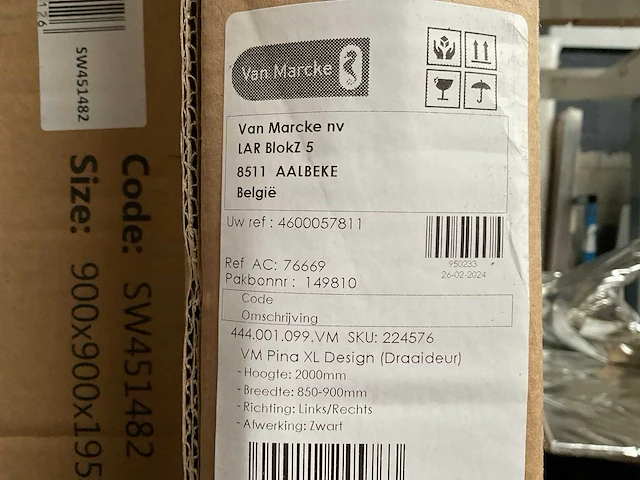 16
SW451482
Code: SW451482
Size: 900x900x195
Van Marcke
Van Marcke nv
LAR BlokZ 5
8511 AALBEKE
België
Uw ref : 4600057811
950233
26-02-2024
Ref AC: 76669
Pakbonnr : 149810
Code
Omschrijving
444.001.099.VM SKU: 224576
VM Pina XL Design (Draaideur)
- Hoogte: 2000mm
- Breedte: 850-900mm
- Richting: Links/Rechts
- Afwerking: Zwart